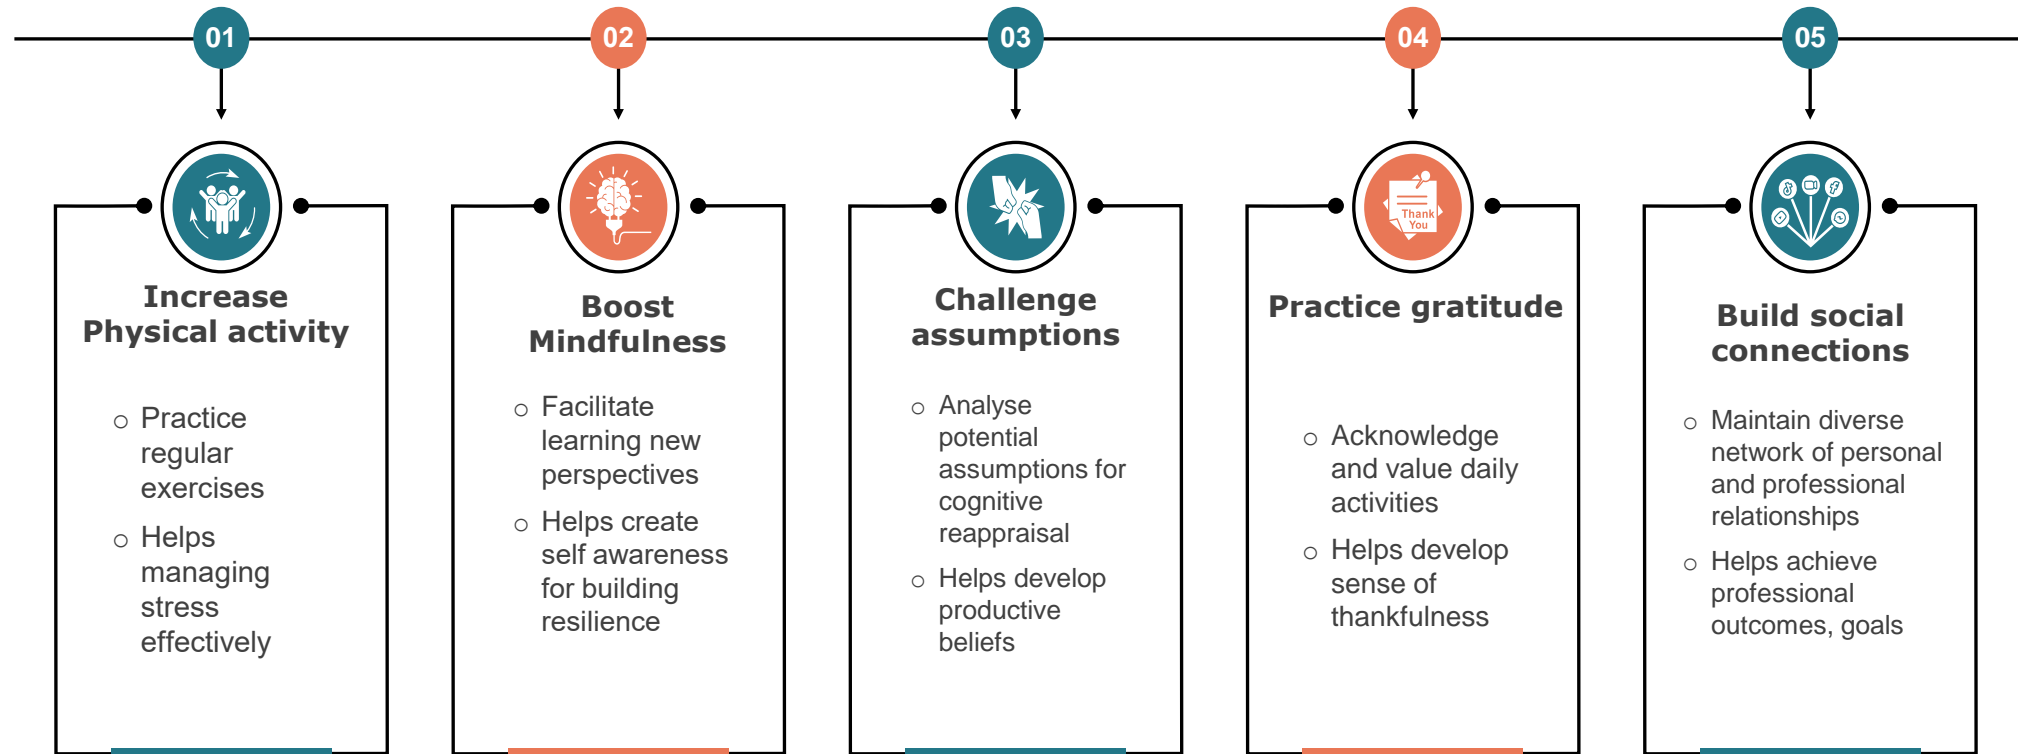 01
02
03
04
05
Increase
Physical activity
○ Practice
regular
exercises
○ Helps
managing
stress
effectively
Boost
Mindfulness
○ Facilitate
learning new
perspectives
○ Helps create
self awareness
for building
resilience
Challenge
assumptions
○ Analyse
potential
assumptions for
cognitive
reappraisal
○ Helps develop
productive
beliefs
Thank
You
Practice gratitude
○ Acknowledge
and value daily
activities
○ Helps develop
sense of
thankfulness
Build social
connections
○ Maintain diverse
network of personal
and professional
relationships
○ Helps achieve
professional
outcomes, goals